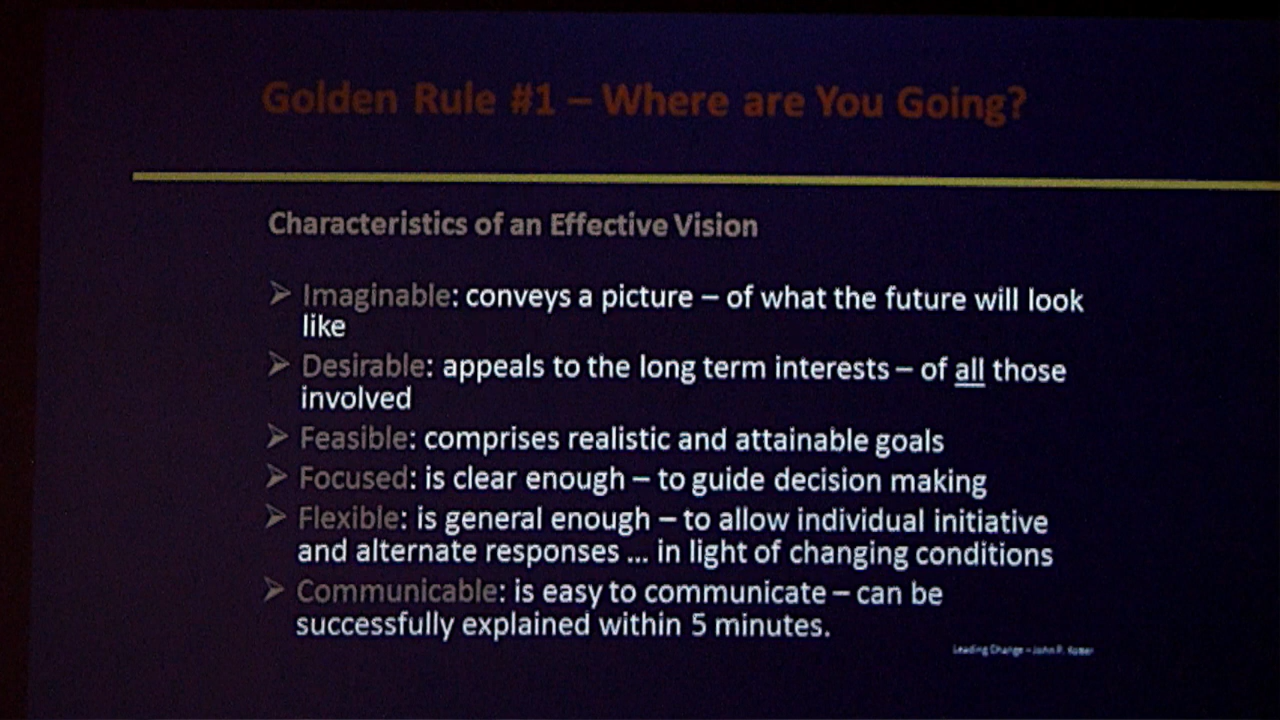 Golden Rule #1 – Where are You Going?
Characteristics of an Effective Vision
➢ Imaginable: conveys a picture – of what the future will look
like
➢ Desirable: appeals to the long term interests – of all those
involved
➢ Feasible: comprises realistic and attainable goals
➢ Focused: is clear enough – to guide decision making
➢ Flexible: is general enough – to allow individual initiative
and alternate responses ... in light of changing conditions
➢ Communicable: is easy to communicate – can be
successfully explained within 5 minutes.
Leading Change – John P. Kotter